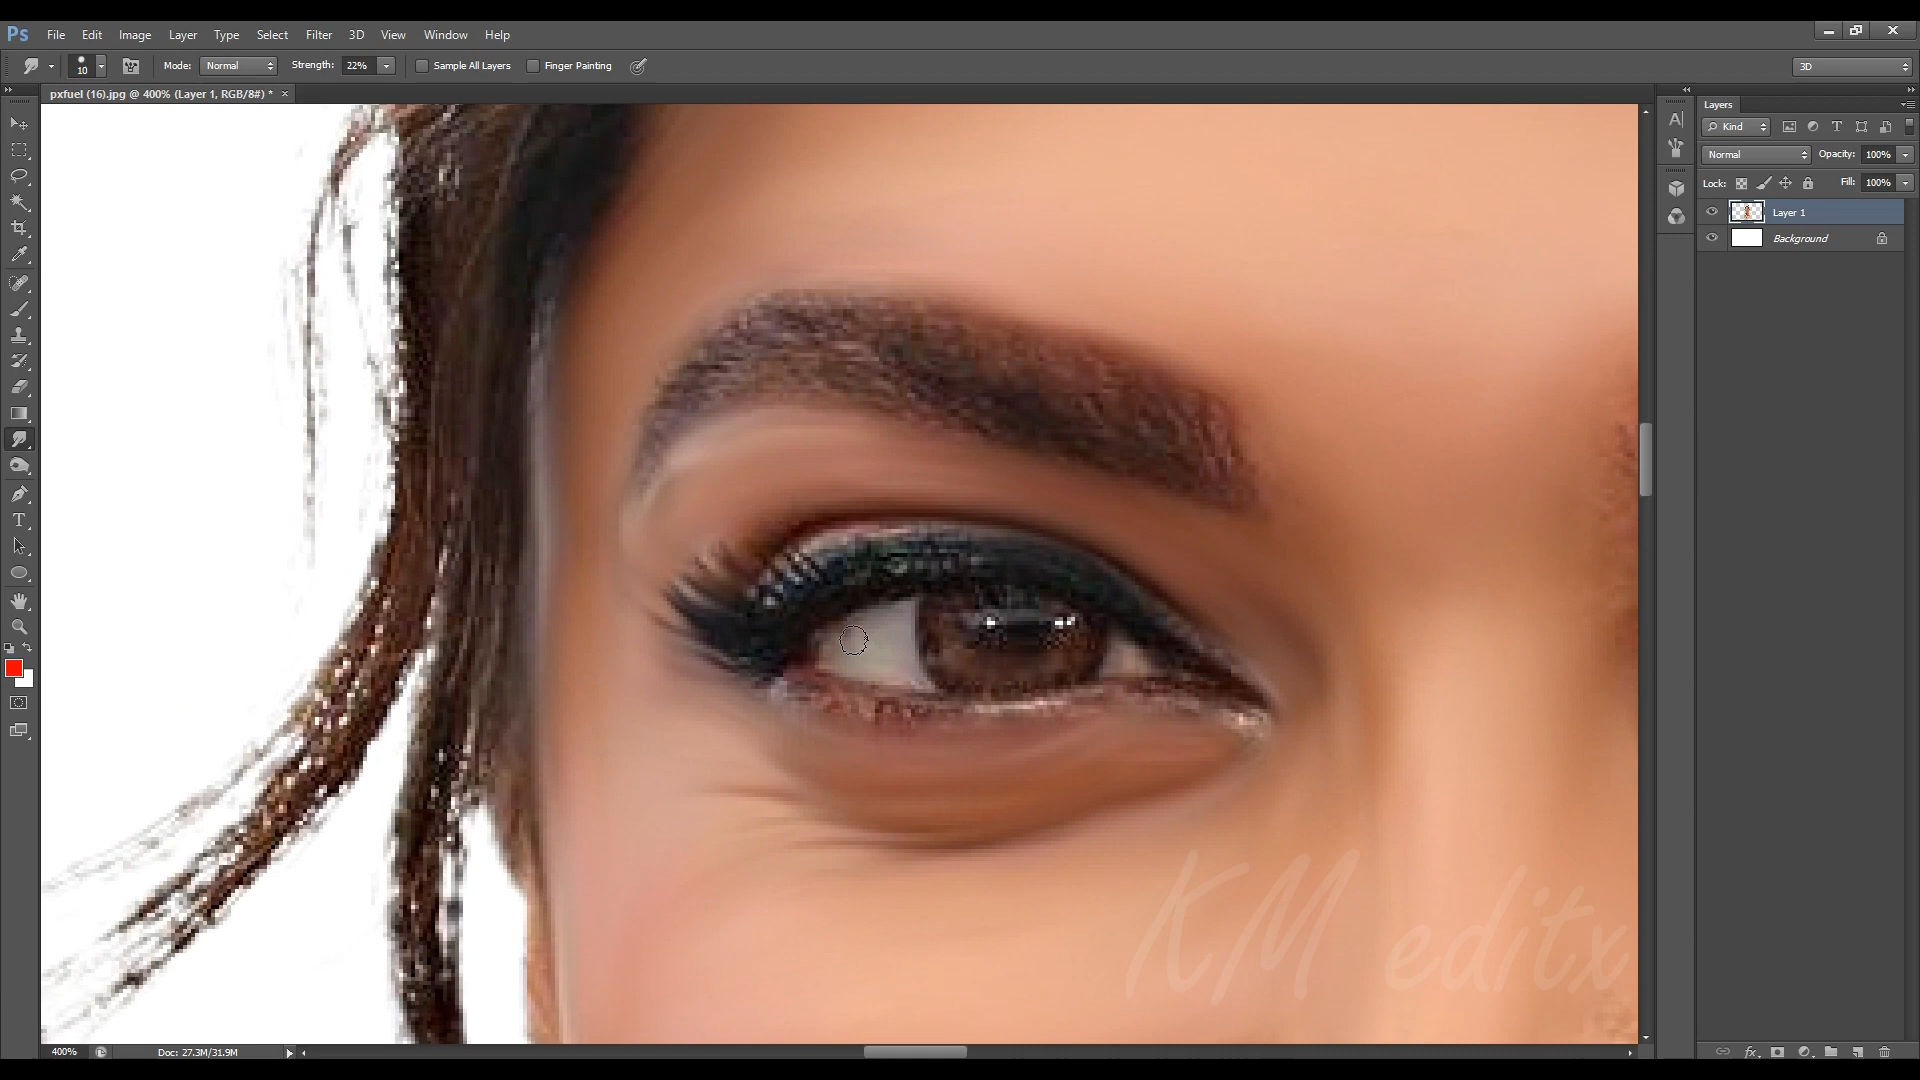 Ps File Edit Image Layer Type Select Filter 3D View Window Help
10 Mode: Normal Strength: 22% Sample All Layers Finger Painting 3D
pxfuel (16).jpg @ 400% (Layer 1, RGB/8#) * ×
Layers
Kind
Normal Opacity: 100%
Lock: Fill: 100%
Layer 1
Background
KM editx
400% Doc: 27.3M/31.9M